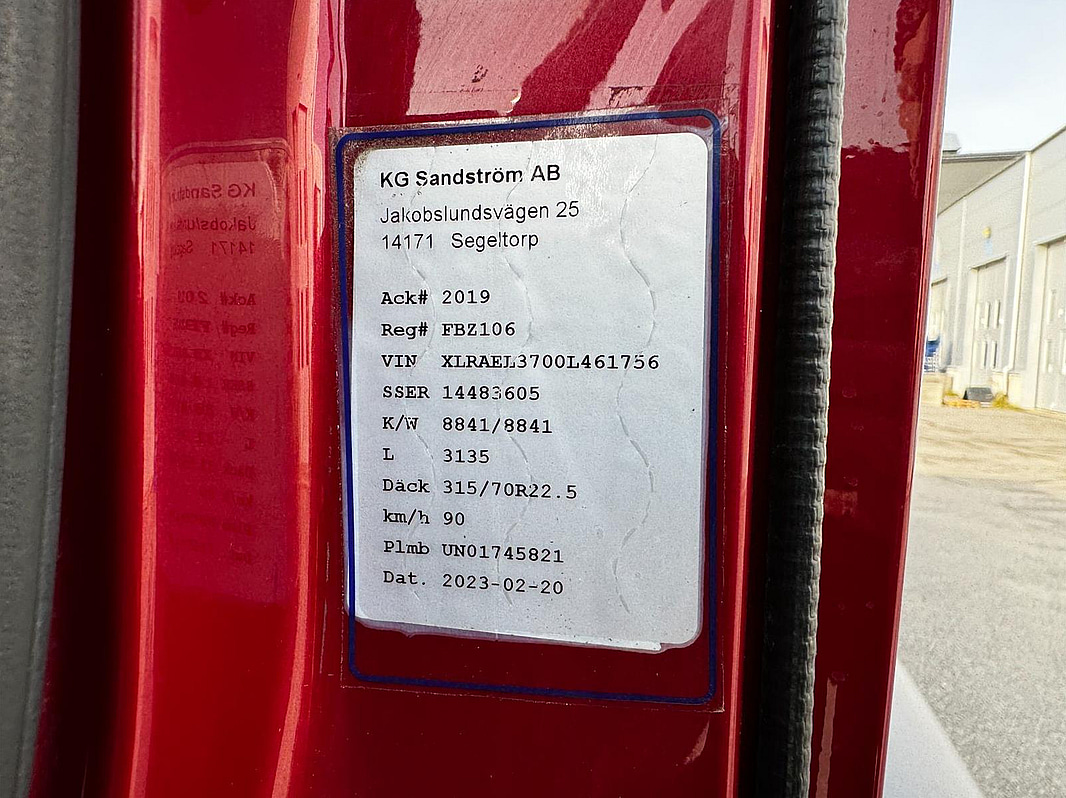 KG Sandström AB
Jakobslundsvägen 25
14171 Segeltorp
Ack# 2019
Reg# FBZ106
VIN XLRAEL3700L461756
SSER 14483605
K/W 8841/8841
L 3135
Däck 315/70R22.5
km/h 90
Plmb UN01745821
Dat. 2023-02-20